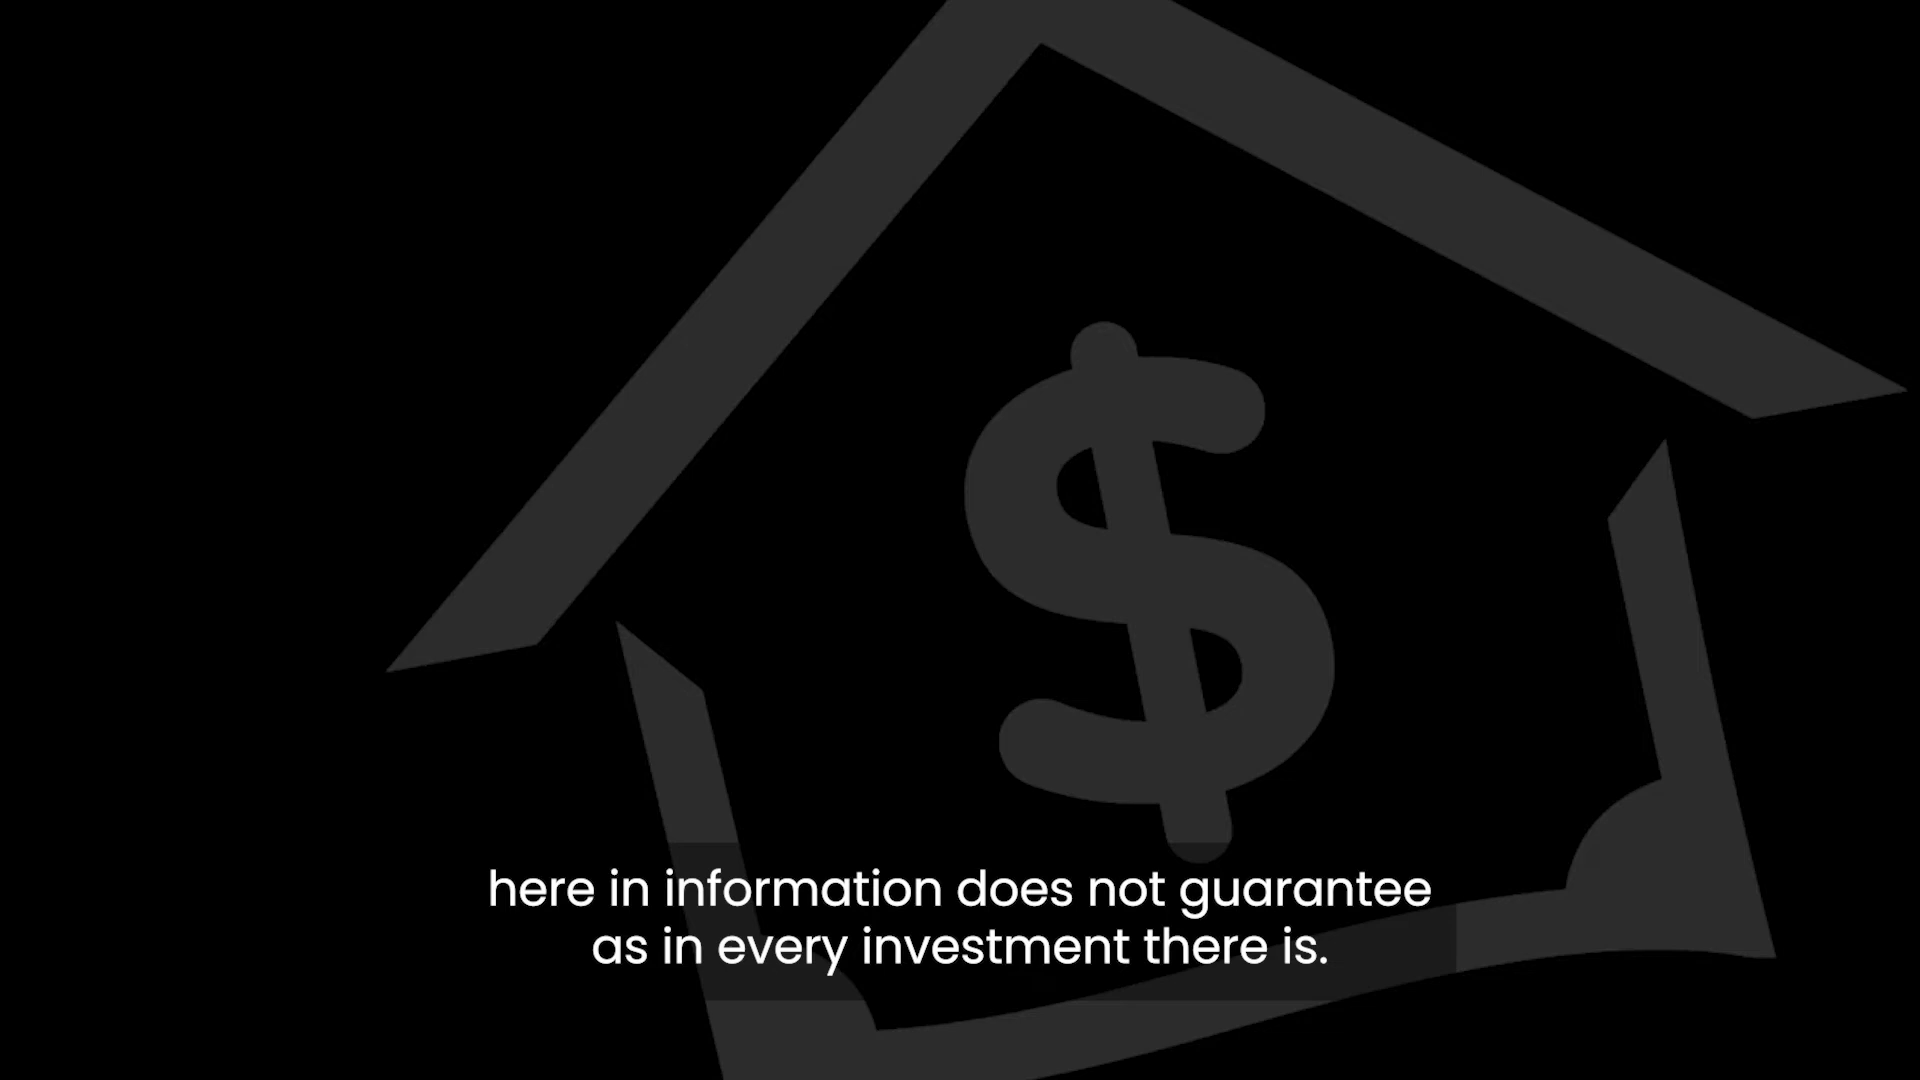 here in information does not guarantee
as in every investment there is.